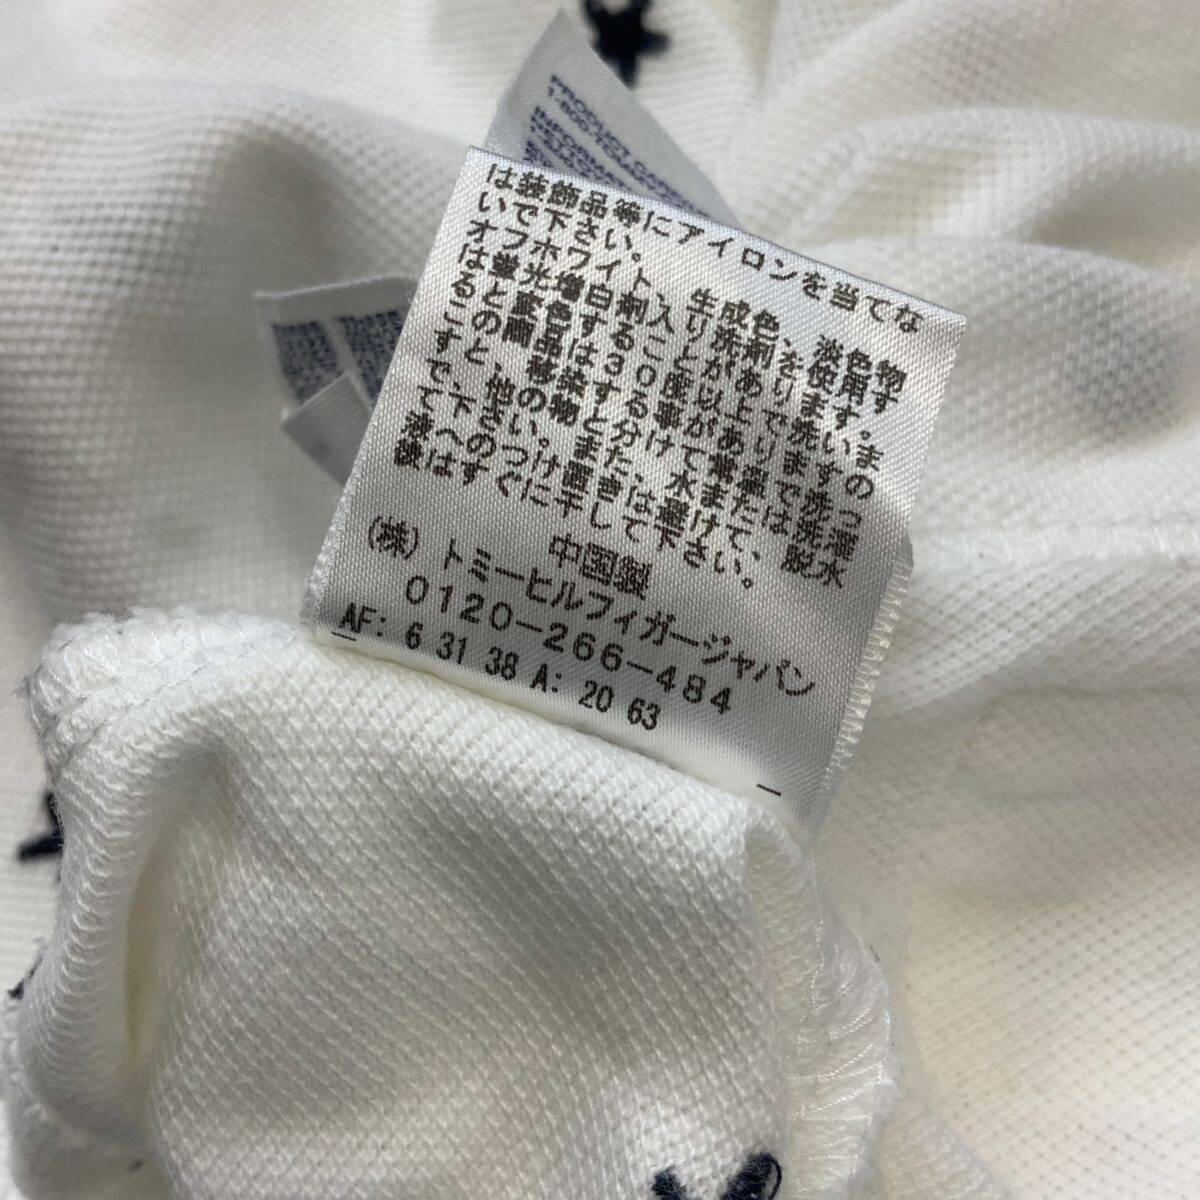 PRODUCT CARE
1-800-
は装飾品等にアイロンを当てな
いで下さい。
オフホワイト、生成色、淡色物
は蛍光増白剤入り洗剤を使用す
ると変色することがあります。
この商品は30度以上で洗いま
すと、移染する事がありますの
で、他の物と分けて常温で洗っ
て下さい。また、水または洗濯
液へのつけ置きは避けて、脱水
後はすぐに干して下さい。
中国製
(株)トミーヒルフィガージャパン
0120-266-484
AF: 6 31 38 A: 20 63